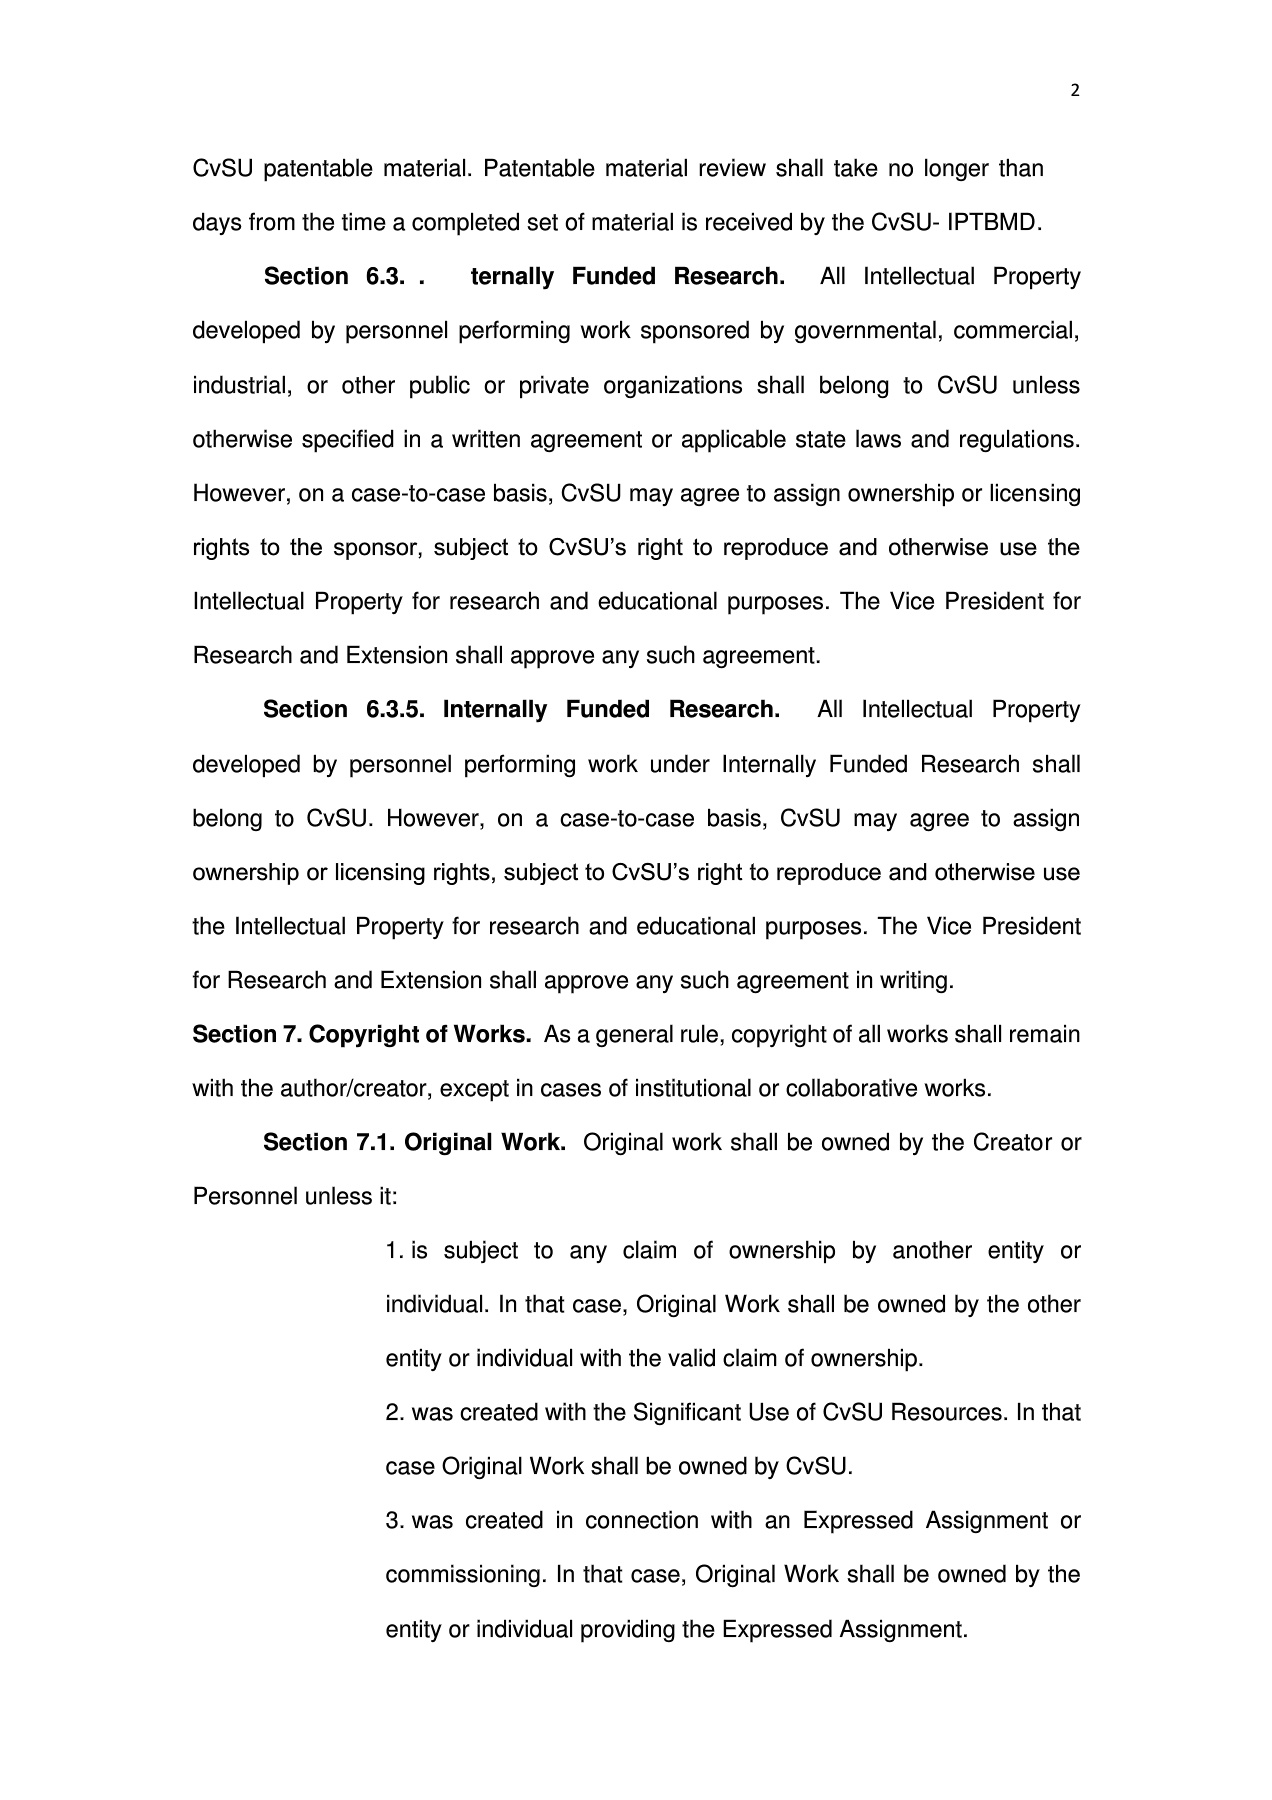 2
CvSU patentable material. Patentable material review shall take no longer than
days from the time a completed set of material is received by the CvSU- IPTBMD.
Section 6.3. . ternally Funded Research. All Intellectual Property
developed by personnel performing work sponsored by governmental, commercial,
industrial, or other public or private organizations shall belong to CvSU unless
otherwise specified in a written agreement or applicable state laws and regulations.
However, on a case-to-case basis, CvSU may agree to assign ownership or licensing
rights to the sponsor, subject to CvSU’s right to reproduce and otherwise use the
Intellectual Property for research and educational purposes. The Vice President for
Research and Extension shall approve any such agreement.
Section 6.3.5. Internally Funded Research. All Intellectual Property
developed by personnel performing work under Internally Funded Research shall
belong to CvSU. However, on a case-to-case basis, CvSU may agree to assign
ownership or licensing rights, subject to CvSU’s right to reproduce and otherwise use
the Intellectual Property for research and educational purposes. The Vice President
for Research and Extension shall approve any such agreement in writing.
Section 7. Copyright of Works. As a general rule, copyright of all works shall remain
with the author/creator, except in cases of institutional or collaborative works.
Section 7.1. Original Work. Original work shall be owned by the Creator or
Personnel unless it:
1. is subject to any claim of ownership by another entity or
individual. In that case, Original Work shall be owned by the other
entity or individual with the valid claim of ownership.
2. was created with the Significant Use of CvSU Resources. In that
case Original Work shall be owned by CvSU.
3. was created in connection with an Expressed Assignment or
commissioning. In that case, Original Work shall be owned by the
entity or individual providing the Expressed Assignment.